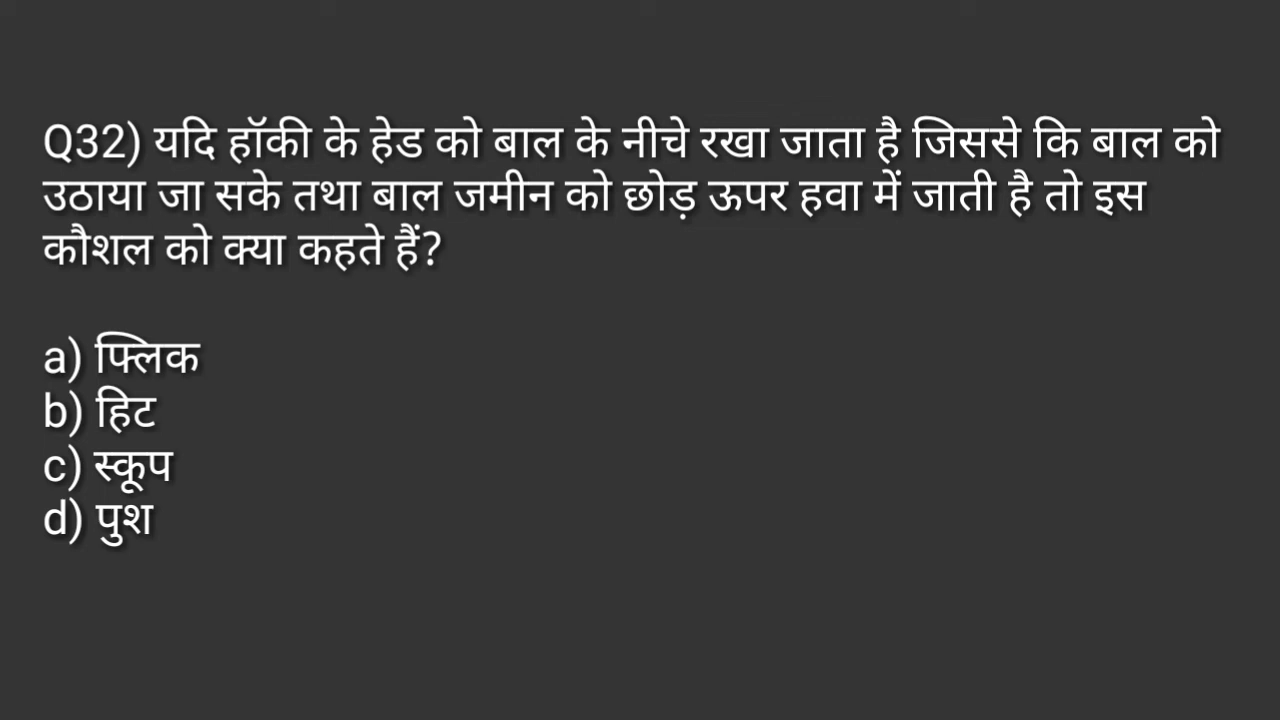 Q32) यदि हॉकी के हेड को बाल के नीचे रखा जाता है जिससे कि बाल को
उठाया जा सके तथा बाल जमीन को छोड़ ऊपर हवा में जाती है तो इस
कौशल को क्या कहते हैं?
a) फ्लिक
b) हिट
c) स्कूप
d) पुश